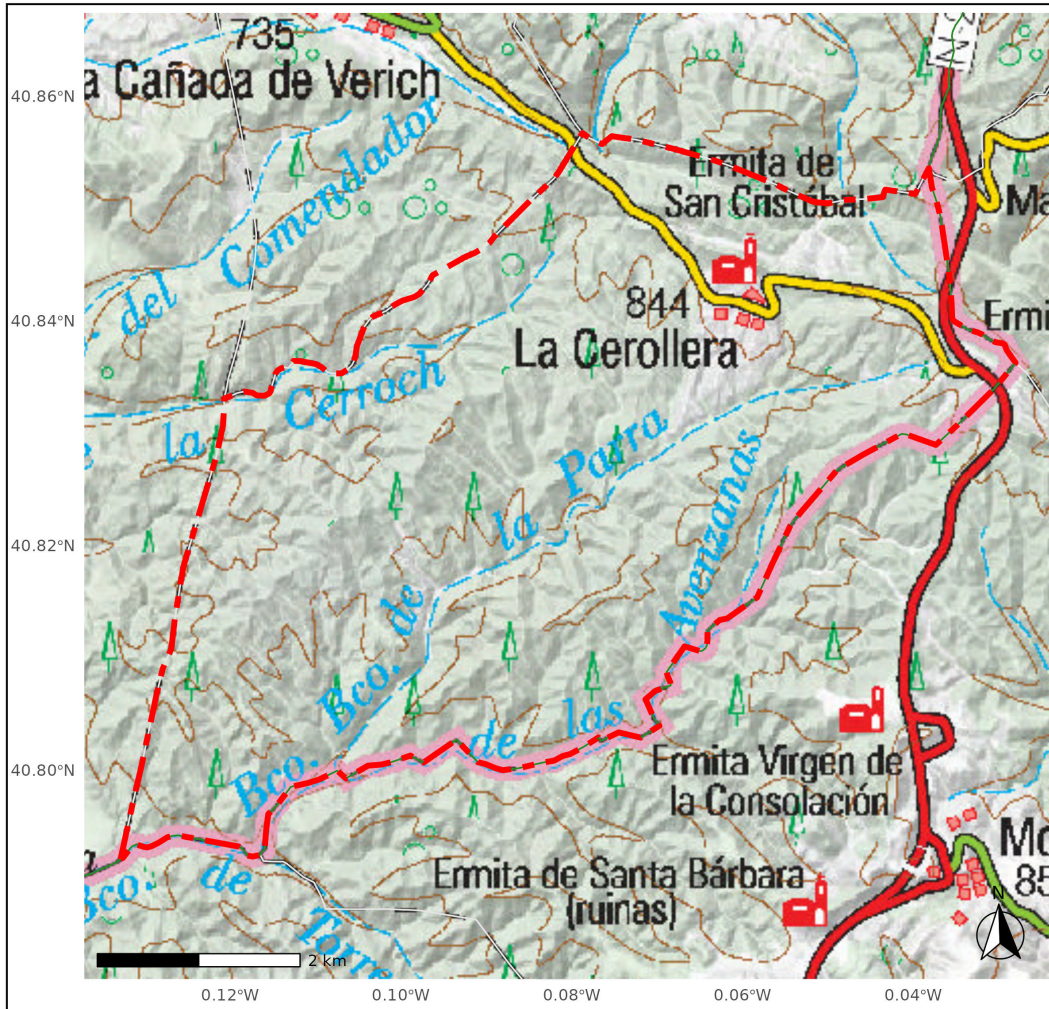 735
a Cañada de Verich
40.86°N
Comendador
del
Ermita de
San Cristóbal
Ma
40.84°N
844
La Cerollera
Ermi
Cerroch
la
Parra
la
Avenzanas
40.82°N
de
Bco.
las
de
40.80°N
Bco.
Ermita Virgen de
la Consolación
Mo
85
Ermita de Santa Bárbara
(ruinas)
Bco.
de
Torre
N
2 km
0.12°W
0.10°W
0.08°W
0.06°W
0.04°W